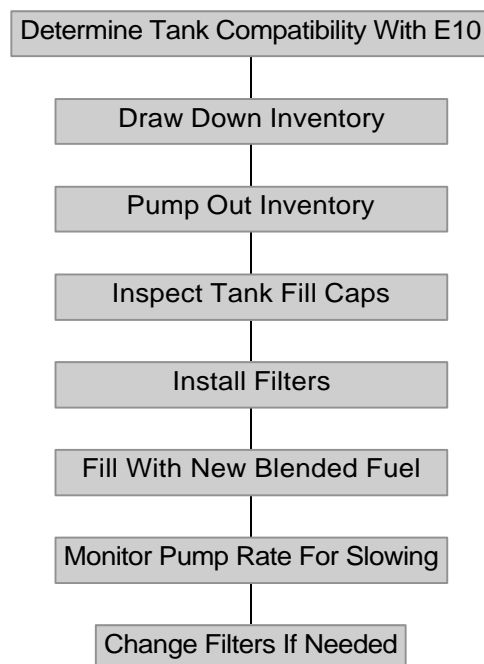 Determine Tank Compatibility With E10
Draw Down Inventory
Pump Out Inventory
Inspect Tank Fill Caps
Install Filters
Fill With New Blended Fuel
Monitor Pump Rate For Slowing
Change Filters If Needed